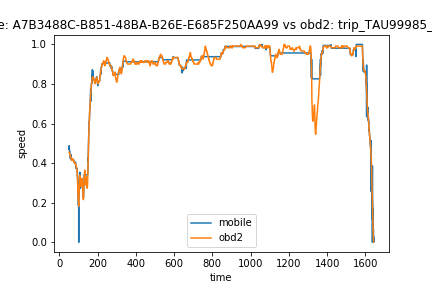 e: A7B3488C-B851-48BA-B26E-E685F250AA99 vs obd2: trip_TAU99985_
1.0
0.8
0.6
0.4
0.2
0.0
speed
mobile
obd2
0 200 400 600 800 1000 1200 1400 1600
time